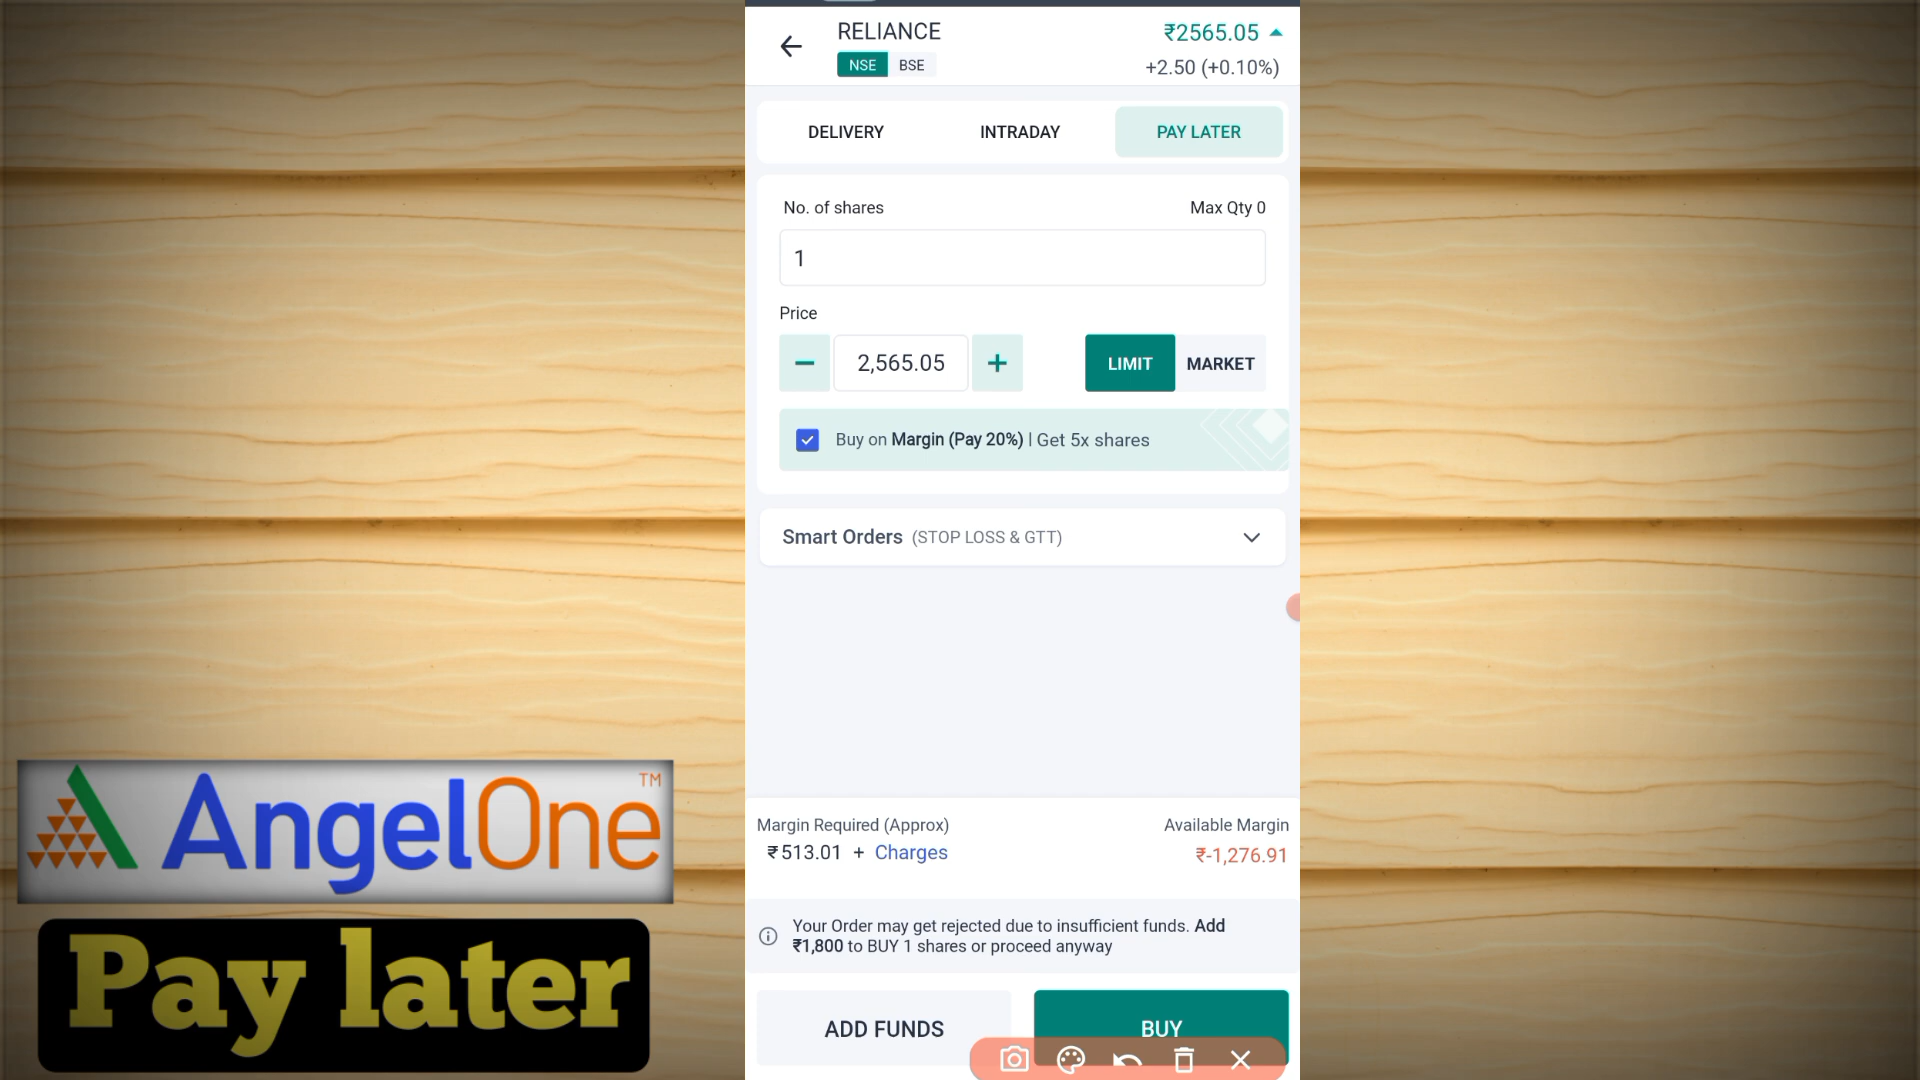 RELIANCE
₹2565.05
NSE BSE
+2.50 (+0.10%)
DELIVERY INTRADAY PAY LATER
No. of shares Max Qty 0
1
Price
2,565.05 LIMIT MARKET
Buy on Margin (Pay 20%) | Get 5x shares
Smart Orders (STOP LOSS & GTT)
Margin Required (Approx) Available Margin
₹513.01 + Charges ₹-1,276.91
Your Order may get rejected due to insufficient funds. Add
₹1,800 to BUY 1 shares or proceed anyway
ADD FUNDS BUY
AngelOne TM
Pay later